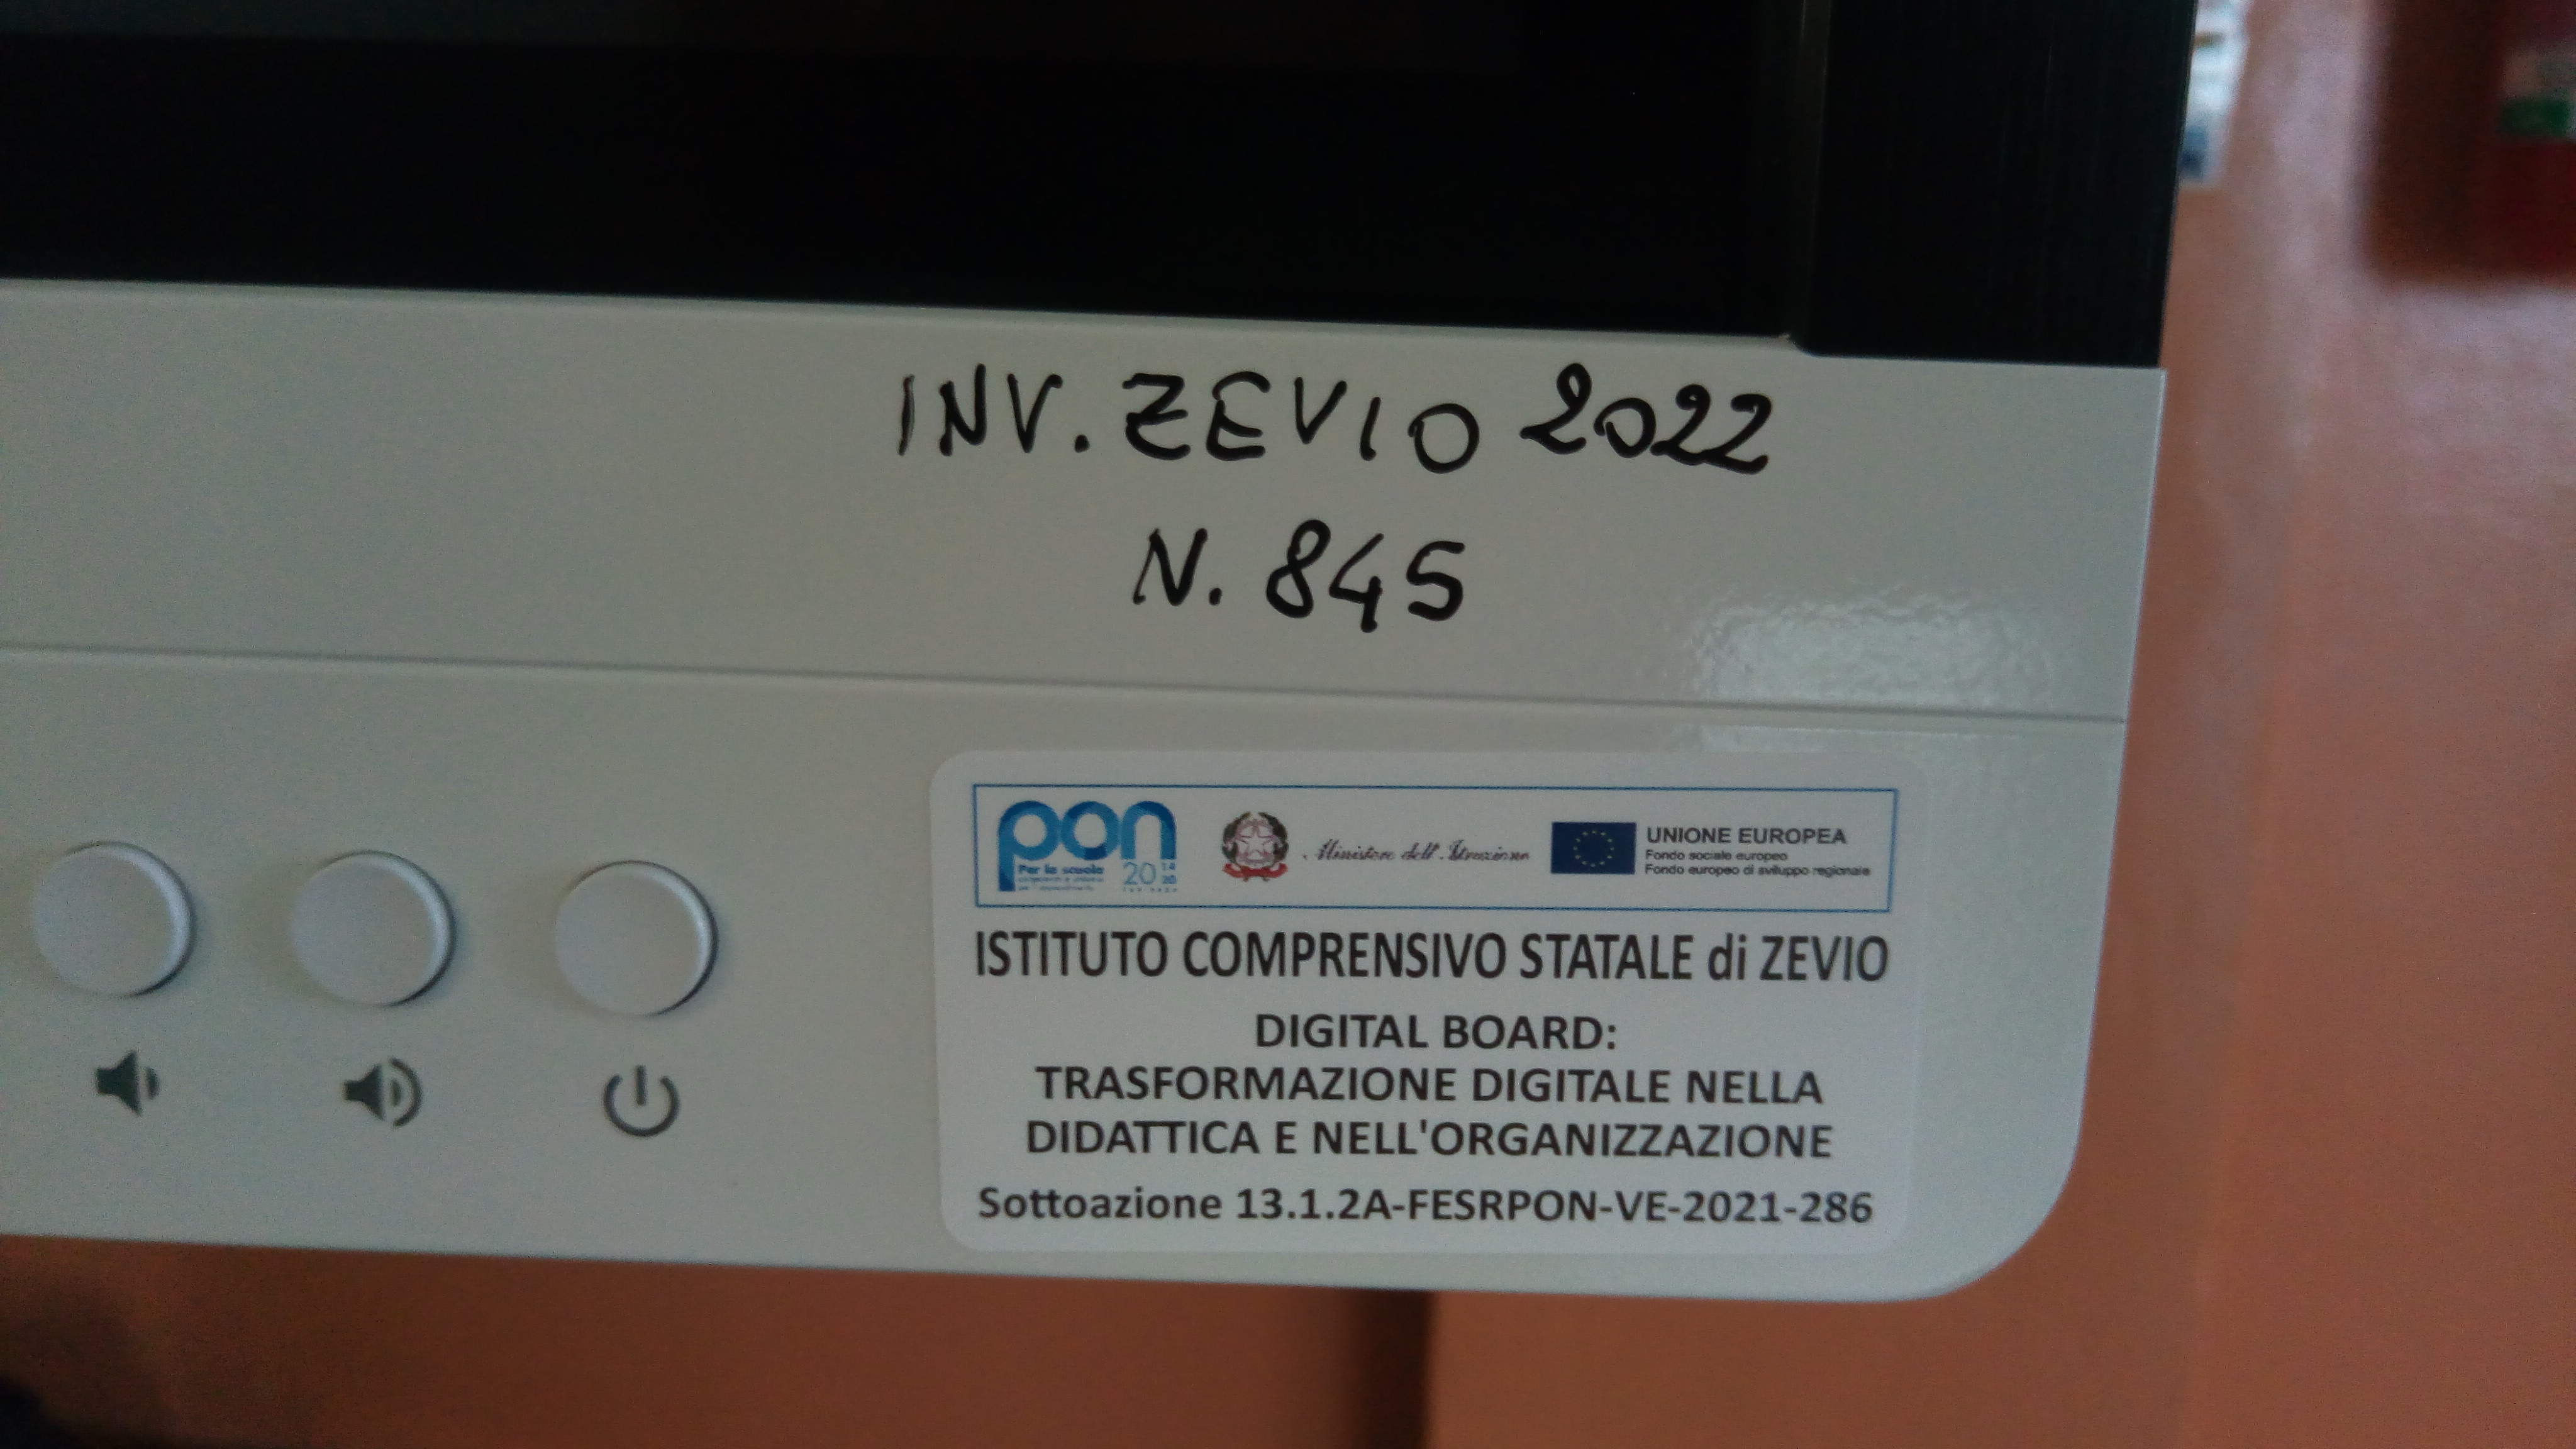 INV. ZEVIO 2022
N. 845
pon
Per la scuola
2014
20
Ministero dell'Istruzione
UNIONE EUROPEA
Fondo sociale europeo
Fondo europeo di sviluppo regionale
ISTITUTO COMPRENSIVO STATALE di ZEVIO
DIGITAL BOARD:
TRASFORMAZIONE DIGITALE NELLA
DIDATTICA E NELL'ORGANIZZAZIONE
Sottoazione 13.1.2A-FESRPON-VE-2021-286